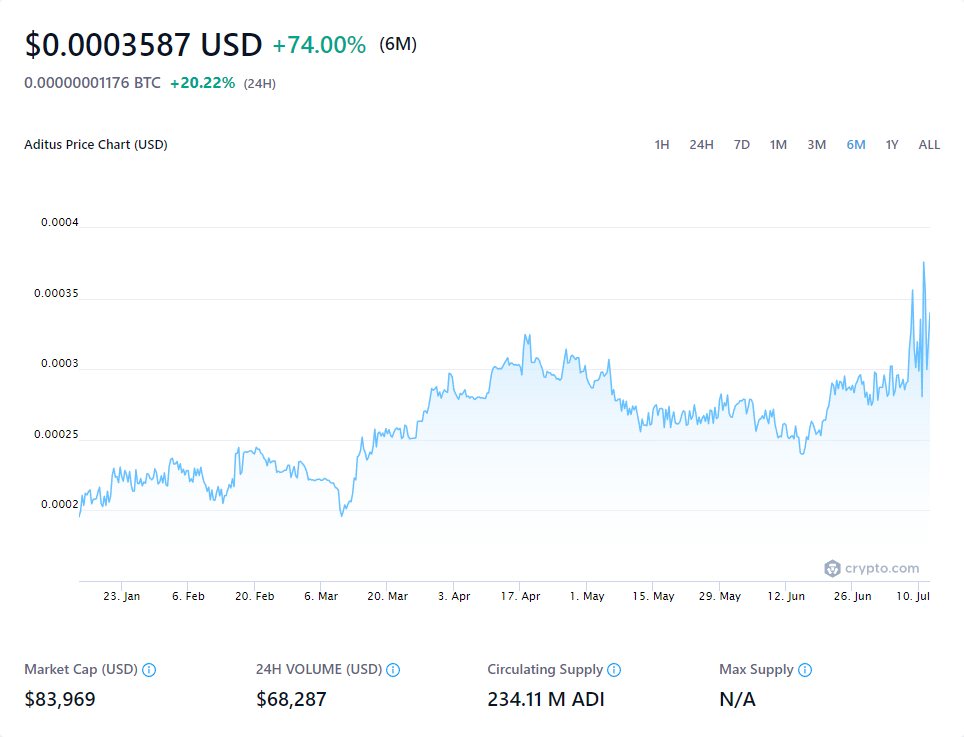 $0.0003587 USD +74.00% (6M)
0.00000001176 BTC +20.22% (24H)
Aditus Price Chart (USD) 1H 24H 7D 1M 3M 6M 1Y ALL
0.0004
0.00035
0.0003
0.00025
0.0002
crypto.com
23. Jan 6. Feb 20. Feb 6. Mar 20. Mar 3. Apr 17. Apr 1. May 15. May 29. May 12. Jun 26. Jun 10. Jul
Market Cap (USD) 24H VOLUME (USD) Circulating Supply Max Supply
$83,969 $68,287 234.11 M ADI N/A